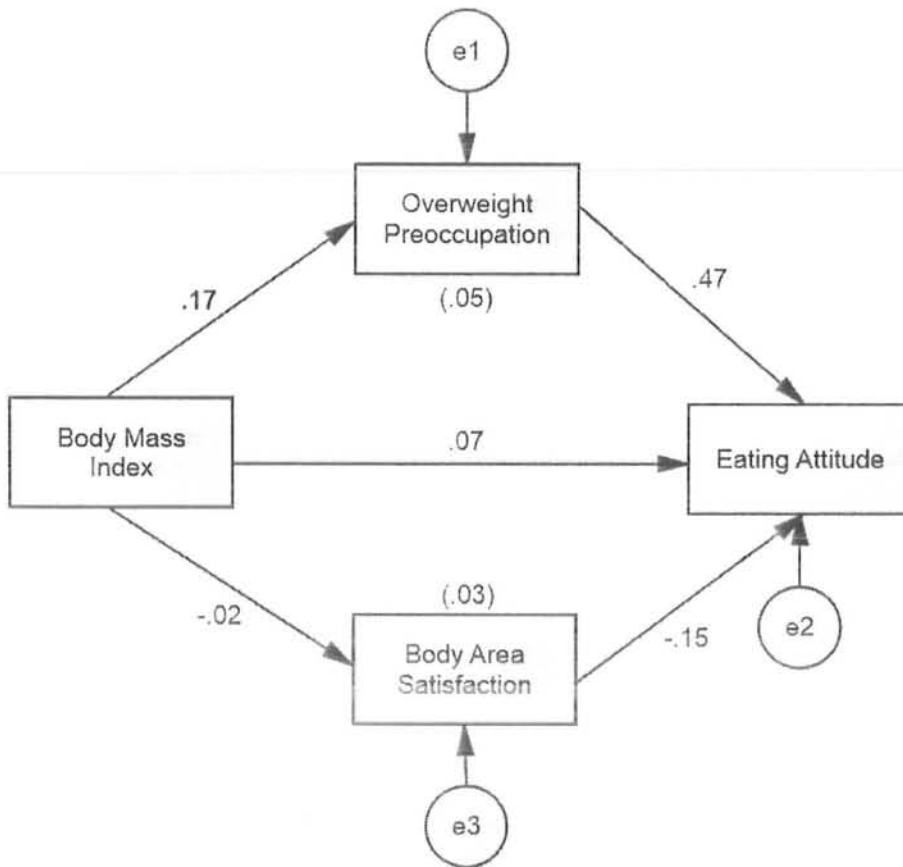 e1
Overweight
Preoccupation
(.05)
.17
.47
Body Mass
Index
.07
Eating Attitude
(.03)
-.02
-.15
Body Area
Satisfaction
e2
e3